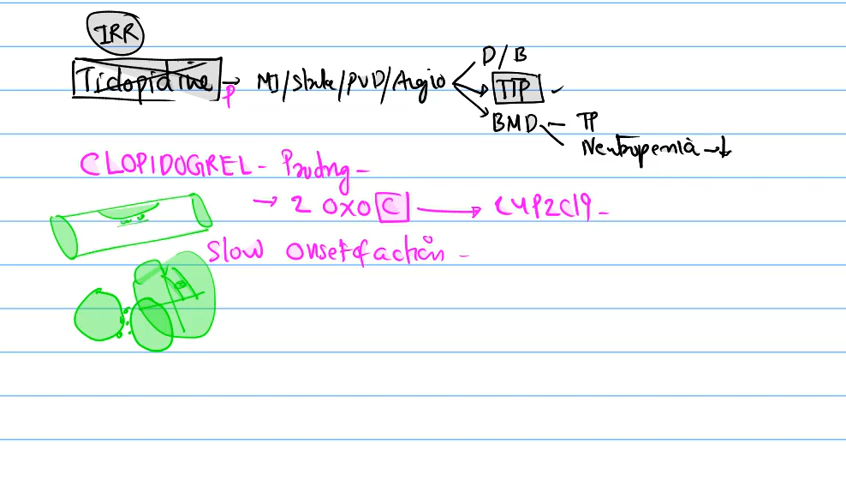 IRR
D/B
Ticlopidine → MI/Stroke/PVD/Angio
P
TTP
BMD - TP
Neutropenia → ↓
CLOPIDOGREL - Prodrug -
→ 2 OXO C → CYP2C19 -
Slow onset of action -